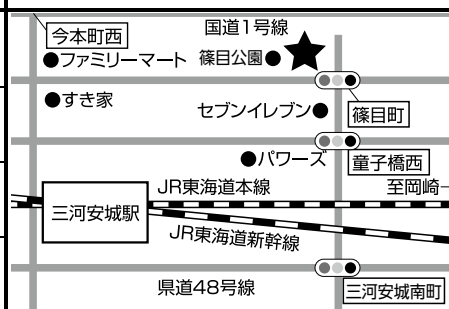 国道1号線
今本町西
●ファミリーマート
篠目公園●
●すき家
セブンイレブン●
篠目町
●パワーズ
童子橋西
JR東海道本線
至岡崎
三河安城駅
JR東海道新幹線
県道48号線
三河安城南町